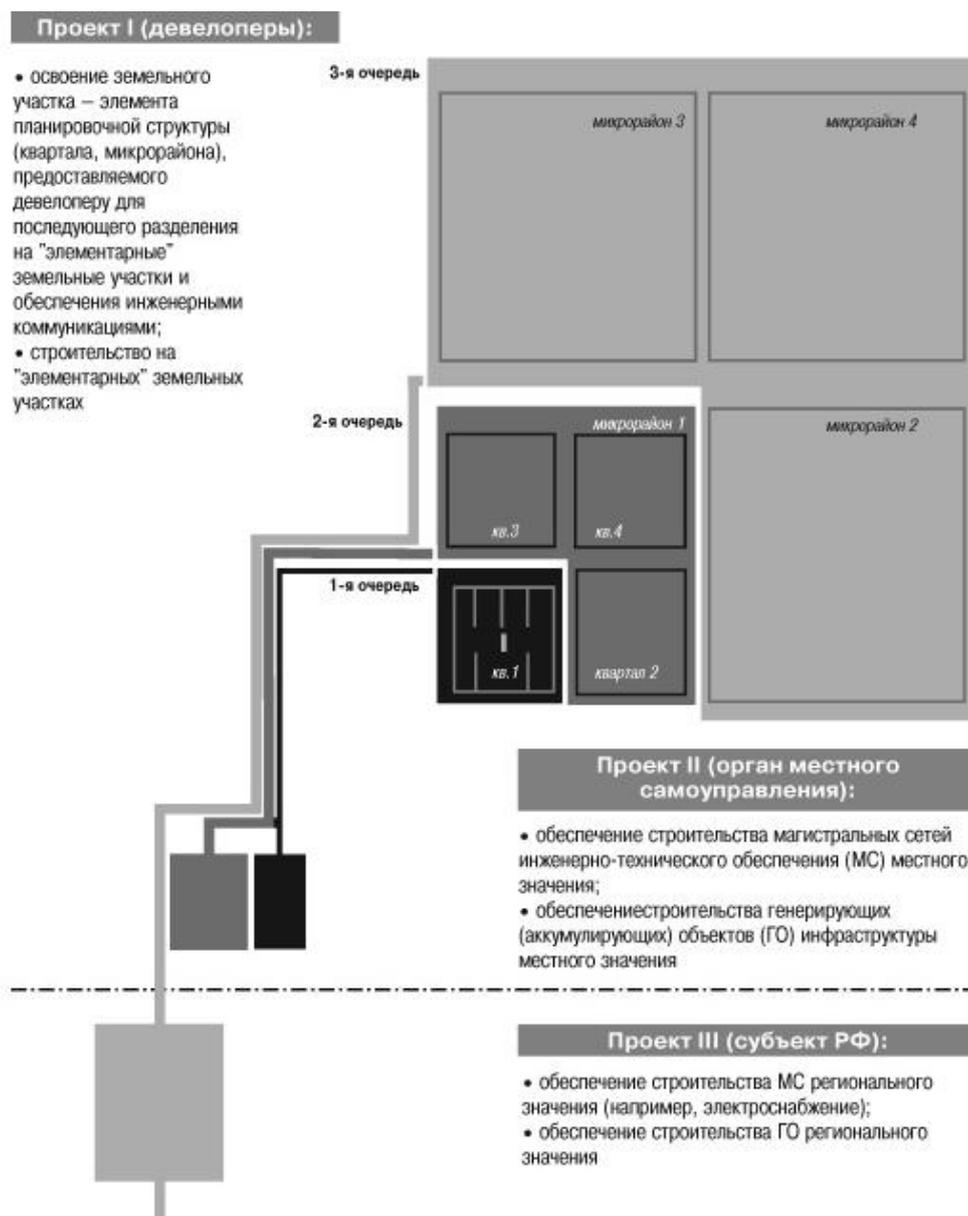 Проект I (девелоперы):
• освоение земельного
участка – элемента
планировочной структуры
(квартала, микрорайона),
предоставляемого
девелоперу для
последующего разделения
на "элементарные"
земельные участки и
обеспечения инженерными
коммуникациями;
• строительство на
"элементарных" земельных
участках
3-я очередь
микрорайон 3
микрорайон 4
2-я очередь
микрорайон 1
микрорайон 2
кв.3
кв.4
1-я очередь
кв.1
квартал 2
Проект II (орган местного
самоуправления):
• обеспечение строительства магистральных сетей
инженерно-технического обеспечения (МС) местного
значения;
• обеспечениестроительства генерирующих
(аккумулирующих) объектов (ГО) инфраструктуры
местного значения
Проект III (субъект РФ):
• обеспечение строительства МС регионального
значения (например, электроснабжение);
• обеспечение строительства ГО регионального
значения